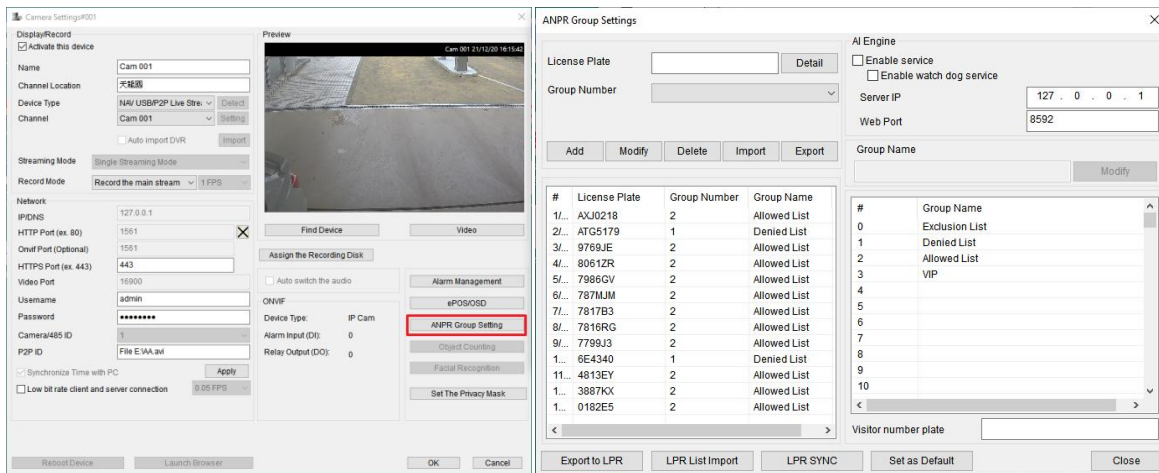 Camera Settings#001
Display/Record
Activate this device
Name
Cam 001
Channel Location
天龍國
Device Type
NAV USB/P2P Live Stre:
Detect
Channel
Cam 001
Setting
Auto import DVR
Import
Streaming Mode
Single Streaming Mode
Record Mode
Record the main stream
1 FPS
Network
IP/DNS
127.0.0.1
HTTP Port (ex. 80)
1561
Onvif Port (Optional)
1561
HTTPS Port (ex. 443)
443
Video Port
16900
Username
admin
Password
Camera/485 ID
1
P2P ID
File E:\AA.avi
Synchronize Time with PC
Apply
Low bit rate client and server connection
0.05 FPS
Reboot Device
Launch Browser
Preview
Cam 001 21/12/20 16:15:42
Find Device
Video
Assign the Recording Disk
Auto switch the audio
Alarm Management
ONVIF
ePOS/OSD
Device Type:
IP Cam
ANPR Group Setting
Alarm Input (DI):
0
Object Counting
Relay Output (DO):
0
Facial Recognition
Set The Privacy Mask
OK
Cancel
ANPR Group Settings
License Plate
Detail
Group Number
Add
Modify
Delete
Import
Export
# License Plate Group Number Group Name
1/... AXJ0218 2 Allowed List
2/... ATG5179 1 Denied List
3/... 9769JE 2 Allowed List
4/... 8061ZR 2 Allowed List
5/... 7986GV 2 Allowed List
6/... 787MJM 2 Allowed List
7/... 7817B3 2 Allowed List
8/... 7816RG 2 Allowed List
9/... 7799J3 2 Allowed List
1... 6E4340 1 Denied List
11... 4813EY 2 Allowed List
1... 3887KX 2 Allowed List
1... 0182E5 2 Allowed List
AI Engine
Enable service
Enable watch dog service
Server IP
127 . 0 . 0 . 1
Web Port
8592
Group Name
Modify
# Group Name
0 Exclusion List
1 Denied List
2 Allowed List
3 VIP
4
5
6
7
8
9
10
Visitor number plate
Export to LPR
LPR List Import
LPR SYNC
Set as Default
Close